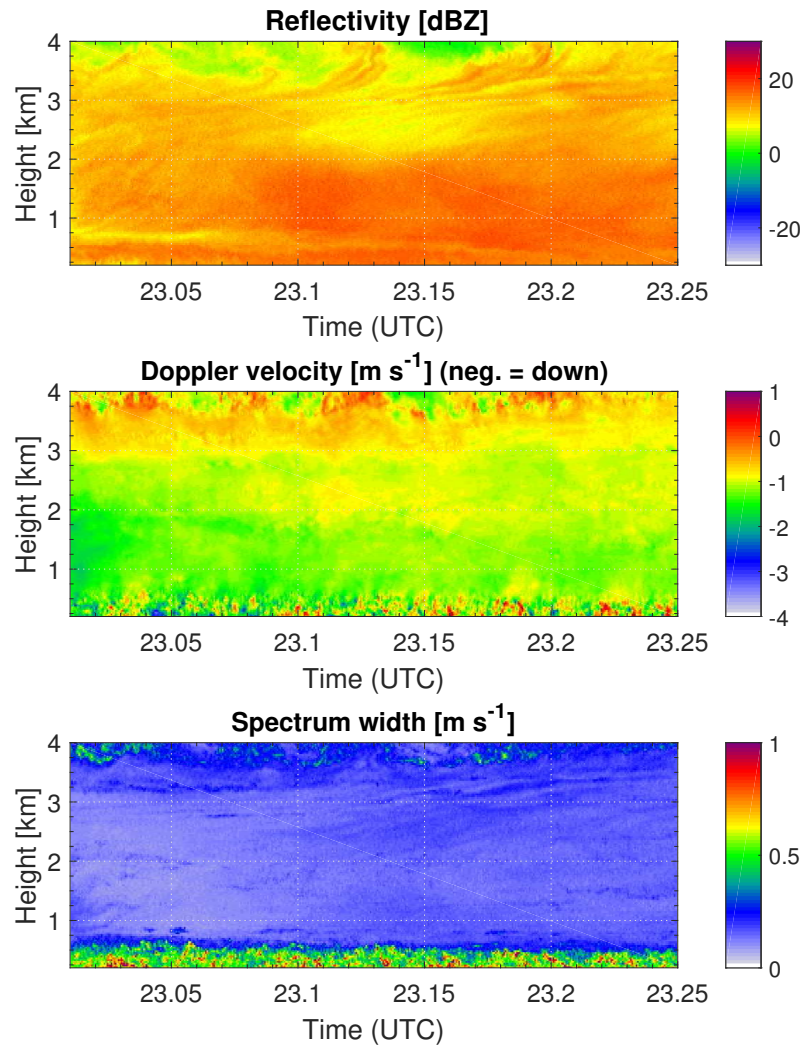 Reflectivity [dBZ]
4
3
2
1
Height [km]
23.05 23.1 23.15 23.2 23.25
Time (UTC)
20
0
-20
Doppler velocity [m s-1] (neg. = down)
4
3
2
1
Height [km]
23.05 23.1 23.15 23.2 23.25
Time (UTC)
1
0
-1
-2
-3
-4
Spectrum width [m s-1]
4
3
2
1
Height [km]
23.05 23.1 23.15 23.2 23.25
Time (UTC)
1
0.5
0